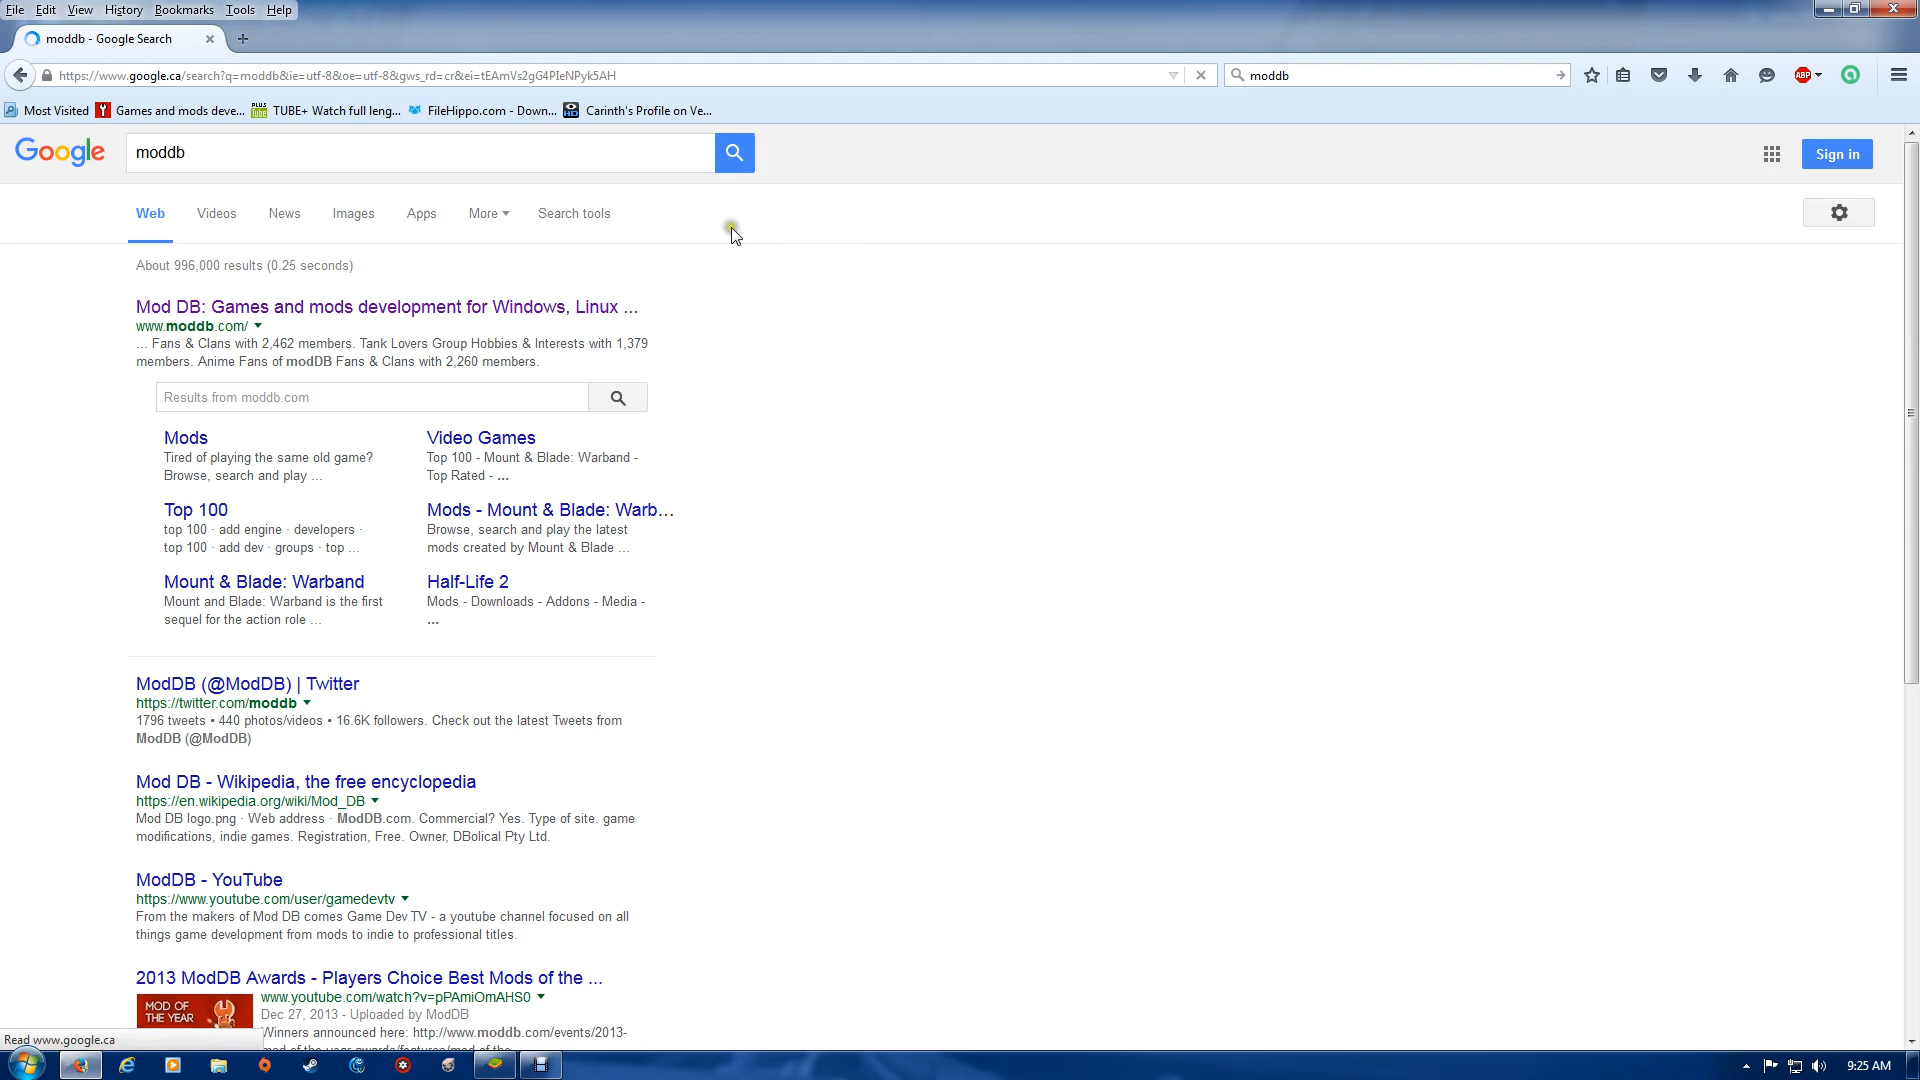 File Edit View History Bookmarks Tools Help
moddb - Google Search
https://www.google.ca/search?q=moddb&ie=utf-8&oe=utf-8&gws_rd=cr&ei=tEAmVs2gG4PIeNPyk5AH
moddb
ABP
Most Visited Games and mods deve... TUBE+ Watch full leng... FileHippo.com - Down... Carinth's Profile on Ve...
Google
moddb
Sign in
Web Videos News Images Apps More Search tools
About 996,000 results (0.25 seconds)
Mod DB: Games and mods development for Windows, Linux ...
www.moddb.com/
... Fans & Clans with 2,462 members. Tank Lovers Group Hobbies & Interests with 1,379
members. Anime Fans of modDB Fans & Clans with 2,260 members.
Results from moddb.com
Mods
Tired of playing the same old game?
Browse, search and play ...
Video Games
Top 100 - Mount & Blade: Warband -
Top Rated - ...
Top 100
top 100 · add engine · developers ·
top 100 · add dev · groups · top ...
Mods - Mount & Blade: Warb...
Browse, search and play the latest
mods created by Mount & Blade ...
Mount & Blade: Warband
Mount and Blade: Warband is the first
sequel for the action role ...
Half-Life 2
Mods - Downloads - Addons - Media -
...
ModDB (@ModDB) | Twitter
https://twitter.com/moddb
1796 tweets • 440 photos/videos • 16.6K followers. Check out the latest Tweets from
ModDB (@ModDB)
Mod DB - Wikipedia, the free encyclopedia
https://en.wikipedia.org/wiki/Mod_DB
Mod DB logo.png · Web address · ModDB.com. Commercial? Yes. Type of site. game
modifications, indie games. Registration, Free. Owner, DBolical Pty Ltd.
ModDB - YouTube
https://www.youtube.com/user/gamedevtv
From the makers of Mod DB comes Game Dev TV - a youtube channel focused on all
things game development from mods to indie to professional titles.
2013 ModDB Awards - Players Choice Best Mods of the ...
MOD OF
THE YEAR
www.youtube.com/watch?v=pPAmiOmAHS0
Dec 27, 2013 - Uploaded by ModDB
Winners announced here: http://www.moddb.com/events/2013-
Read www.google.ca
9:25 AM